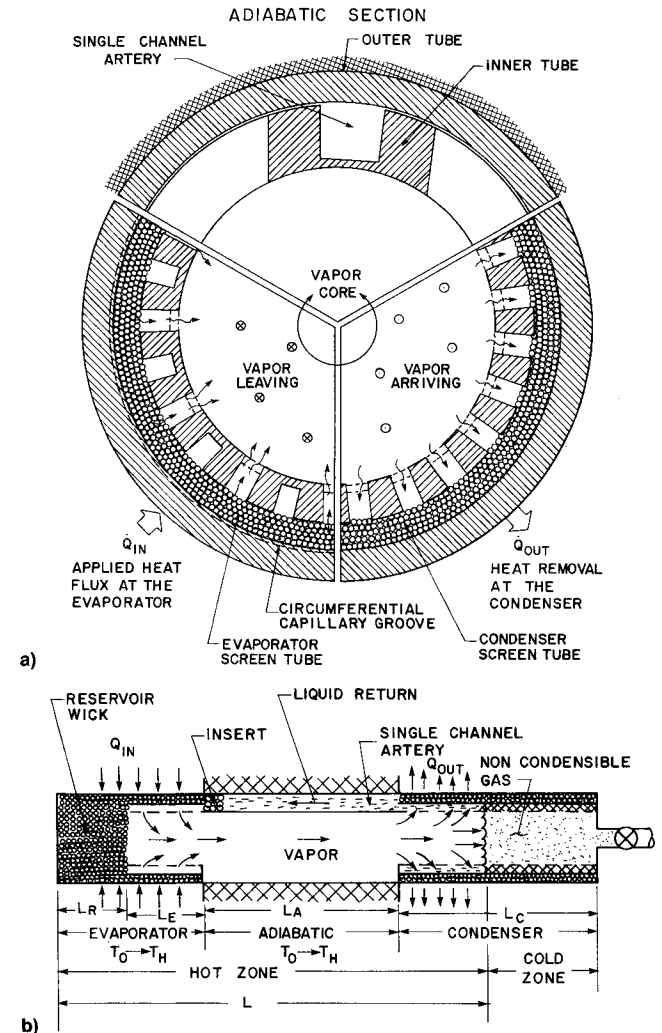 ADIABATIC SECTION
SINGLE CHANNEL
ARTERY
OUTER TUBE
INNER TUBE
VAPOR
CORE
VAPOR
LEAVING
VAPOR
ARRIVING
Q̇IN
APPLIED HEAT
FLUX AT THE
EVAPORATOR
Q̇OUT
HEAT REMOVAL
AT THE
CONDENSER
CIRCUMFERENTIAL
CAPILLARY GROOVE
EVAPORATOR
SCREEN TUBE
CONDENSER
SCREEN TUBE
a)
RESERVOIR
WICK
QIN
INSERT
LIQUID RETURN
SINGLE CHANNEL
ARTERY
QOUT
NON CONDENSIBLE
GAS
VAPOR
LR
LE
LA
LC
EVAPORATOR
ADIABATIC
CONDENSER
TO→TH
TO→TH
HOT ZONE
COLD
ZONE
L
b)